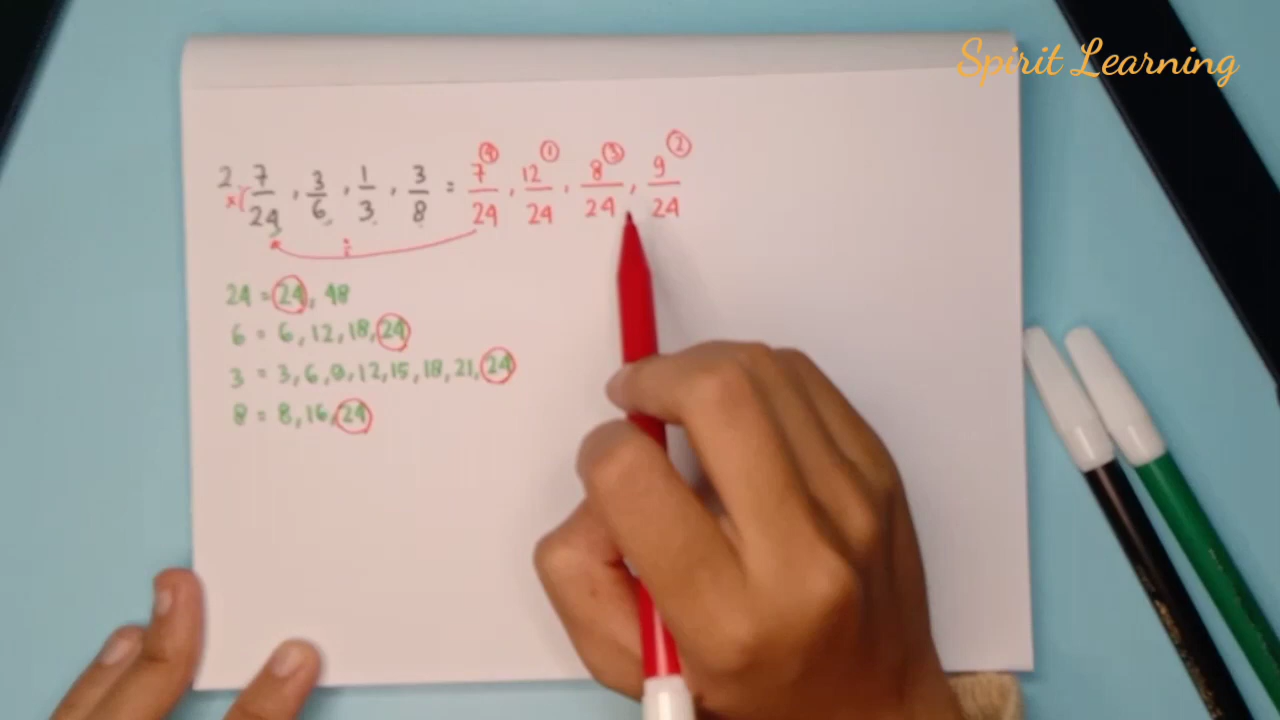 Spirit Learning
2. 7/24, 3/6, 1/3, 3/8 = 7/24 ④, 12/24 ①, 8/24 ③, 9/24 ②
× :
24 = 24, 48
6 = 6, 12, 18, 24
3 = 3, 6, 9, 12, 15, 18, 21, 24
8 = 8, 16, 24